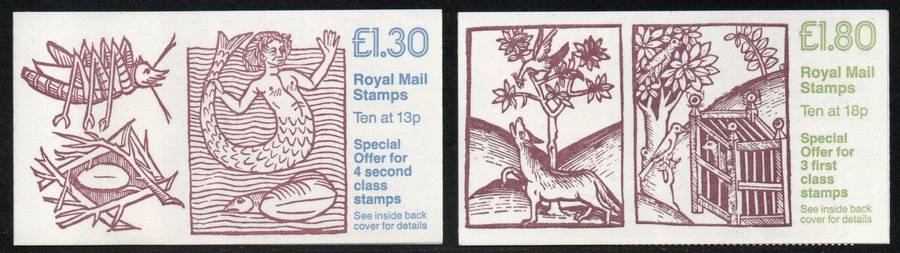 £1.30
Royal Mail
Stamps
Ten at 13p
Special
Offer for
4 second
class
stamps
See inside back
cover for details
£1.80
Royal Mail
Stamps
Ten at 18p
Special
Offer for
3 first
class
stamps
See inside back
cover for details